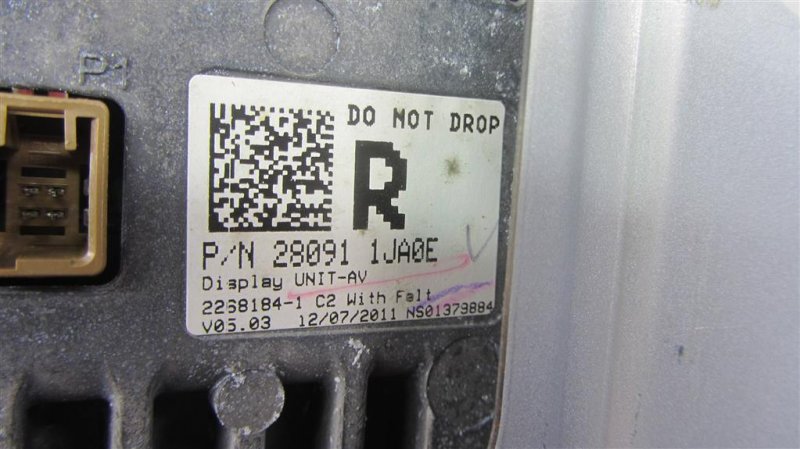 P1
DO NOT DROP
R
P/N 28091 1JA0E
Display UNIT-AV
2268184-1 C2 With Felt
V05.03 12/07/2011 NS01379884